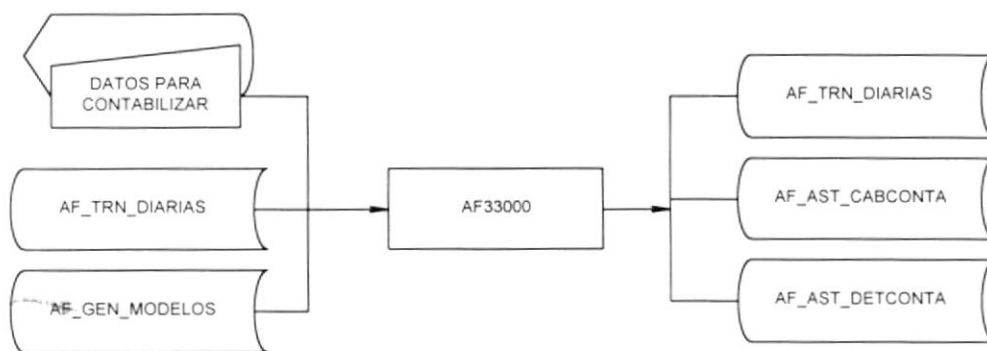 DATOS PARA
CONTABILIZAR
AF_TRN_DIARIAS
AF_GEN_MODELOS
AF33000
AF_TRN_DIARIAS
AF_AST_CABCONTA
AF_AST_DETCONTA